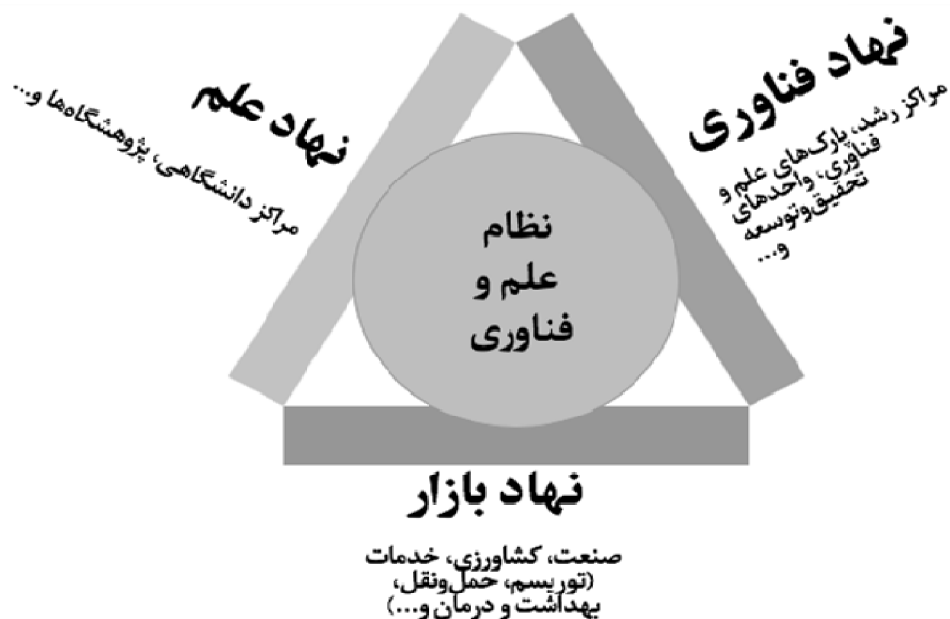 نهاد فناوری
مراکز رشد، پارک‌های علم و
فناوری، واحدهای
تحقیق‌وتوسعه
و...
نهاد علم
مراکز دانشگاهی، پژوهشگاه‌ها و...
نظام
علم و
فناوری
نهاد بازار
صنعت، کشاورزی، خدمات
(توریسم، حمل‌ونقل،
بهداشت و درمان و...)